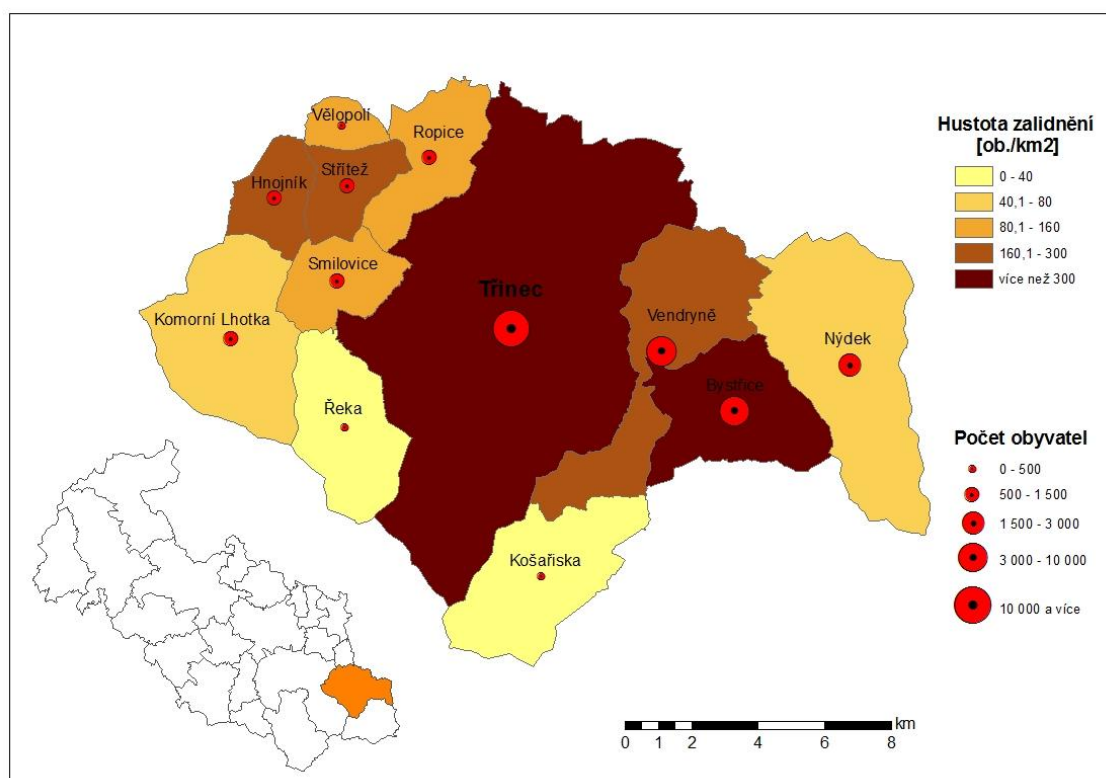 Vělopolí
Ropice
Střítež
Hnojník
Smilovice
Třinec
Komorní Lhotka
Vendryně
Nýdek
Bystřice
Řeka
Košařiska
Hustota zalidnění
[ob./km2]
0 - 40
40,1 - 80
80,1 - 160
160,1 - 300
více než 300
Počet obyvatel
0 - 500
500 - 1 500
1 500 - 3 000
3 000 - 10 000
10 000 a více
km
0 1 2 4 6 8